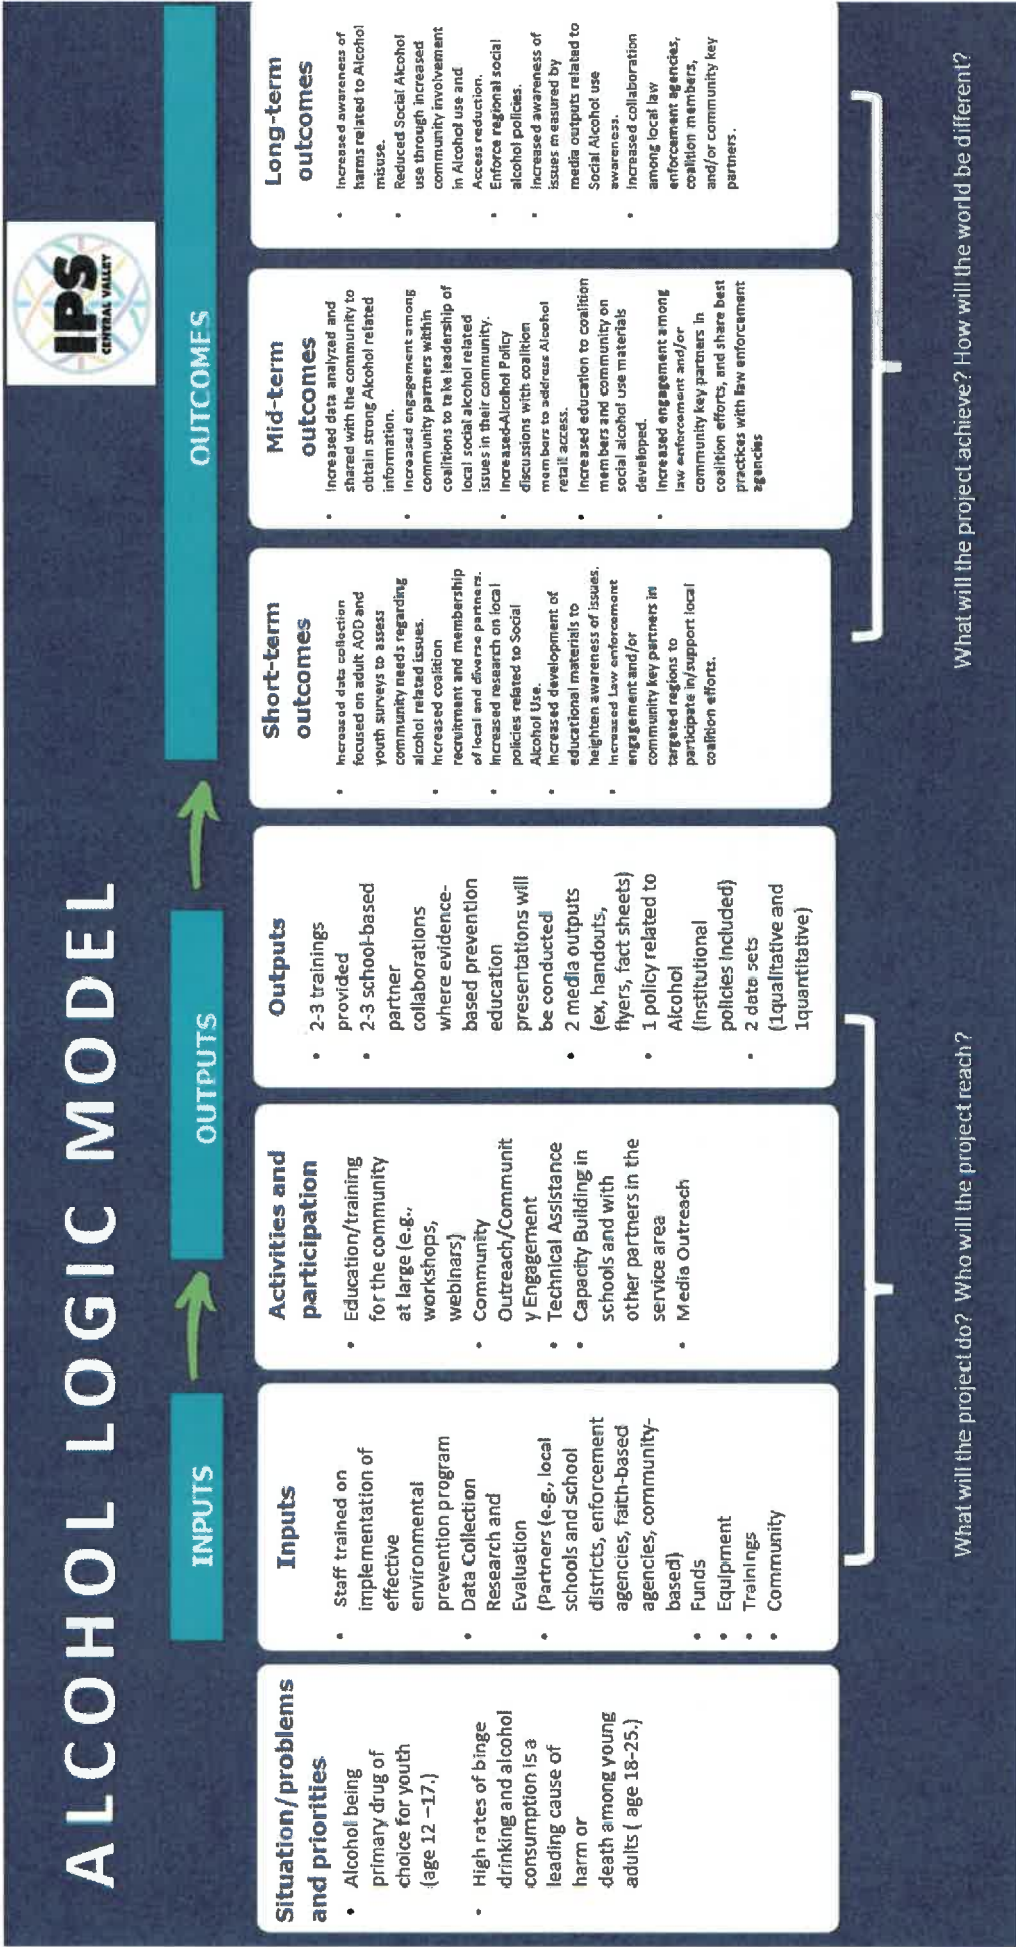 ALCOHOL LOGIC MODEL
IPS
CENTRAL VALLEY
INPUTS
OUTPUTS
OUTCOMES
Situation/problems
and priorities
• Alcohol being
primary drug of
choice for youth
(age 12 –17.)
• High rates of binge
drinking and alcohol
consumption is a
leading cause of
harm or
death among young
adults ( age 18-25.)
Inputs
• Staff trained on
implementation of
effective
environmental
prevention program
• Data Collection
Research and
Evaluation
• (Partners (e.g., local
schools and school
districts, enforcement
agencies, faith-based
agencies, community-
based)
• Funds
• Equipment
• Trainings
• Community
Activities and
participation
• Education/training
for the community
at large (e.g.,
workshops,
webinars)
• Community
Outreach/Communit
y Engagement
• Technical Assistance
• Capacity Building in
schools and with
other partners in the
service area
• Media Outreach
Outputs
• 2-3 trainings
provided
• 2-3 school-based
partner
collaborations
where evidence-
based prevention
education
presentations will
be conducted
• 2 media outputs
(ex, handouts,
flyers, fact sheets)
• 1 policy related to
Alcohol
(Institutional
policies included)
• 2 data sets
(1qualitative and
1quantitative)
Short-term
outcomes
• Increased data collection
focused on adult AOD and
youth surveys to assess
community needs regarding
alcohol related issues.
• Increased coalition
recruitment and membership
of local and diverse partners.
• Increased research on local
policies related to Social
Alcohol Use.
• Increased development of
educational materials to
heighten awareness of issues.
• Increased Law enforcement
engagement and/or
community key partners in
targeted regions to
participate in/support local
coalition efforts.
Mid-term
outcomes
• Increased data analyzed and
shared with the community to
obtain strong Alcohol related
information.
• Increased engagement among
community partners within
coalitions to take leadership of
local social alcohol related
issues in their community.
• Increased-Alcohol Policy
discussions with coalition
members to address Alcohol
retail access.
• Increased education to coalition
members and community on
social alcohol use materials
developed.
• Increased engagement among
law enforcement and/or
community key partners in
coalition efforts, and share best
practices with law enforcement
agencies
Long-term
outcomes
• Increased awareness of
harms related to Alcohol
misuse.
• Reduced Social Alcohol
use through increased
community involvement
in Alcohol use and
Access reduction.
• Enforce regional social
alcohol policies.
• Increased awareness of
issues measured by
media outputs related to
Social Alcohol use
awareness.
• Increased collaboration
among local law
enforcement agencies,
coalition members,
and/or community key
partners.
What will the project do? Who will the project reach?
What will the project achieve? How will the world be different?